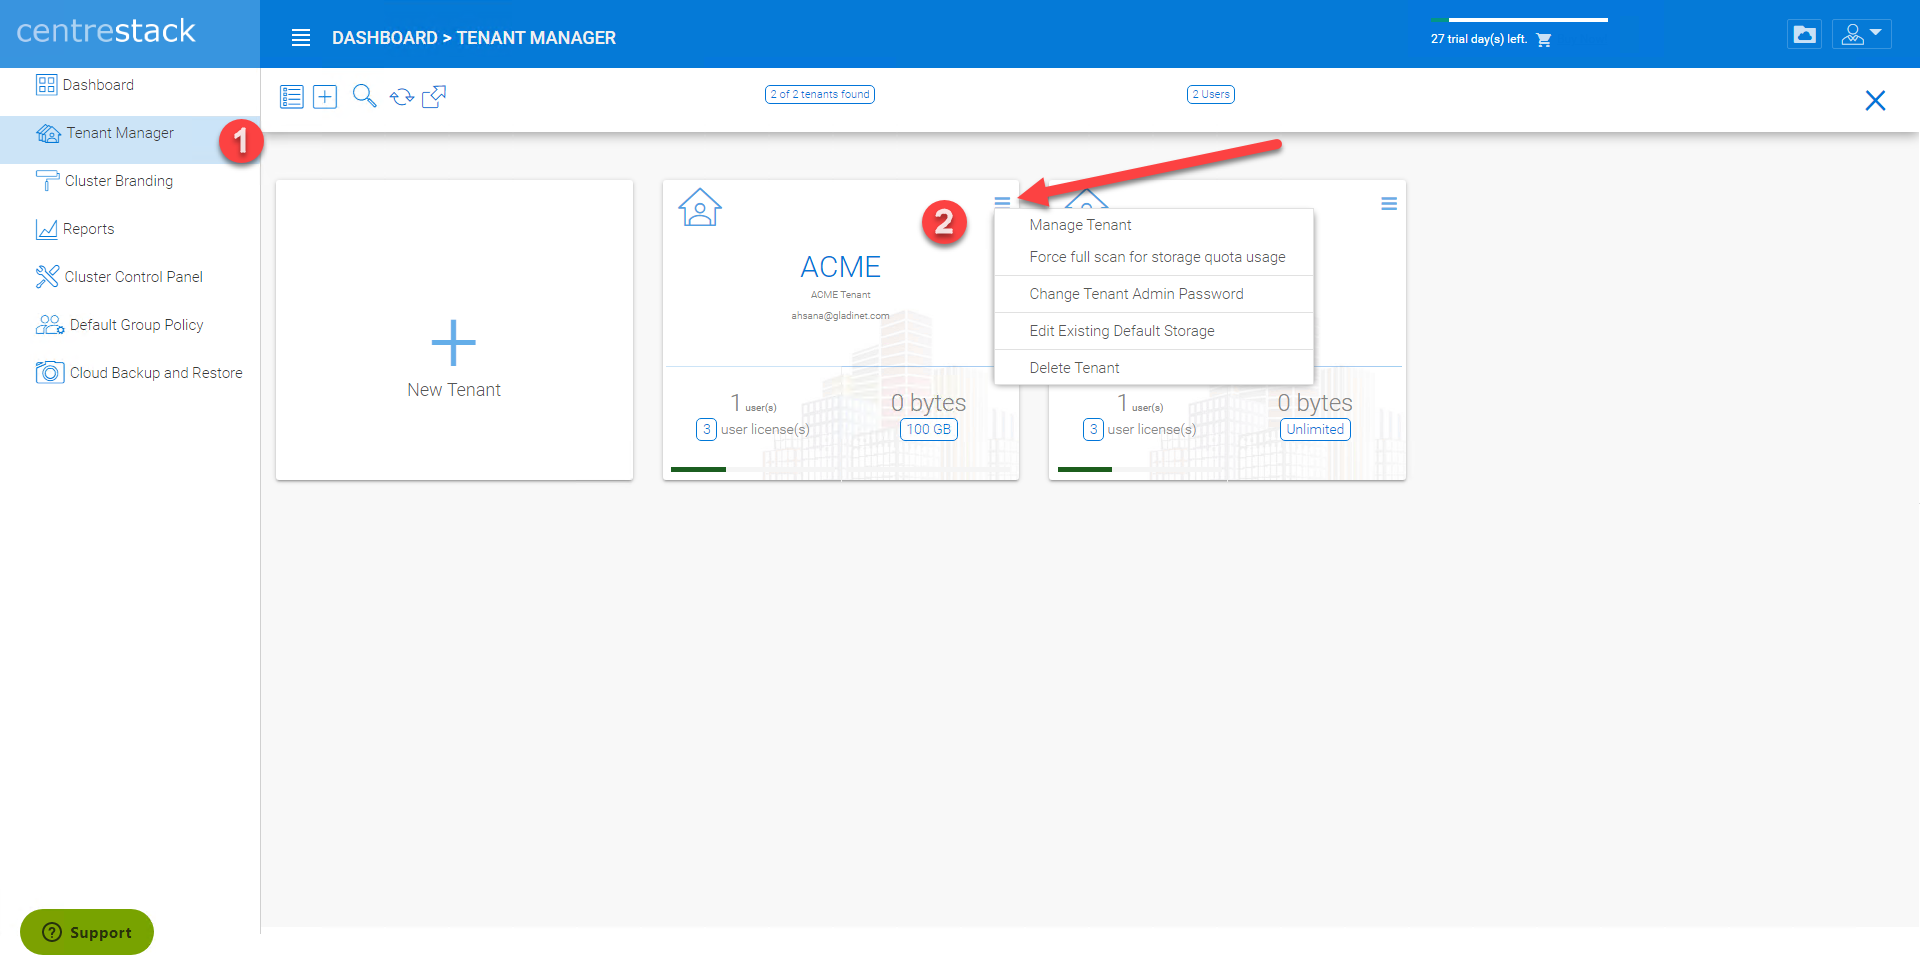 centrestack
DASHBOARD > TENANT MANAGER
27 trial day(s) left.
Dashboard
Tenant Manager
Cluster Branding
Reports
Cluster Control Panel
Default Group Policy
Cloud Backup and Restore
Support
1
2 of 2 tenants found
2 Users
New Tenant
2
ACME
ACME Tenant
ahsana@gladinet.com
1 user(s)
0 bytes
3 user license(s)
100 GB
Manage Tenant
Force full scan for storage quota usage
Change Tenant Admin Password
Edit Existing Default Storage
Delete Tenant
1 user(s)
0 bytes
3 user license(s)
Unlimited